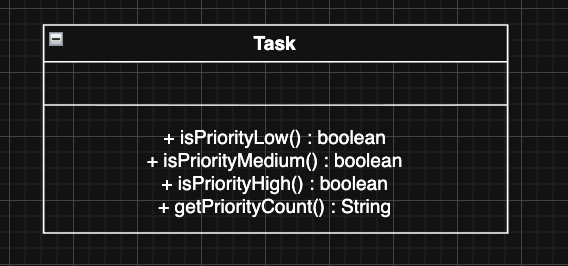 Task
+ isPriorityLow() : boolean
+ isPriorityMedium() : boolean
+ isPriorityHigh() : boolean
+ getPriorityCount() : String